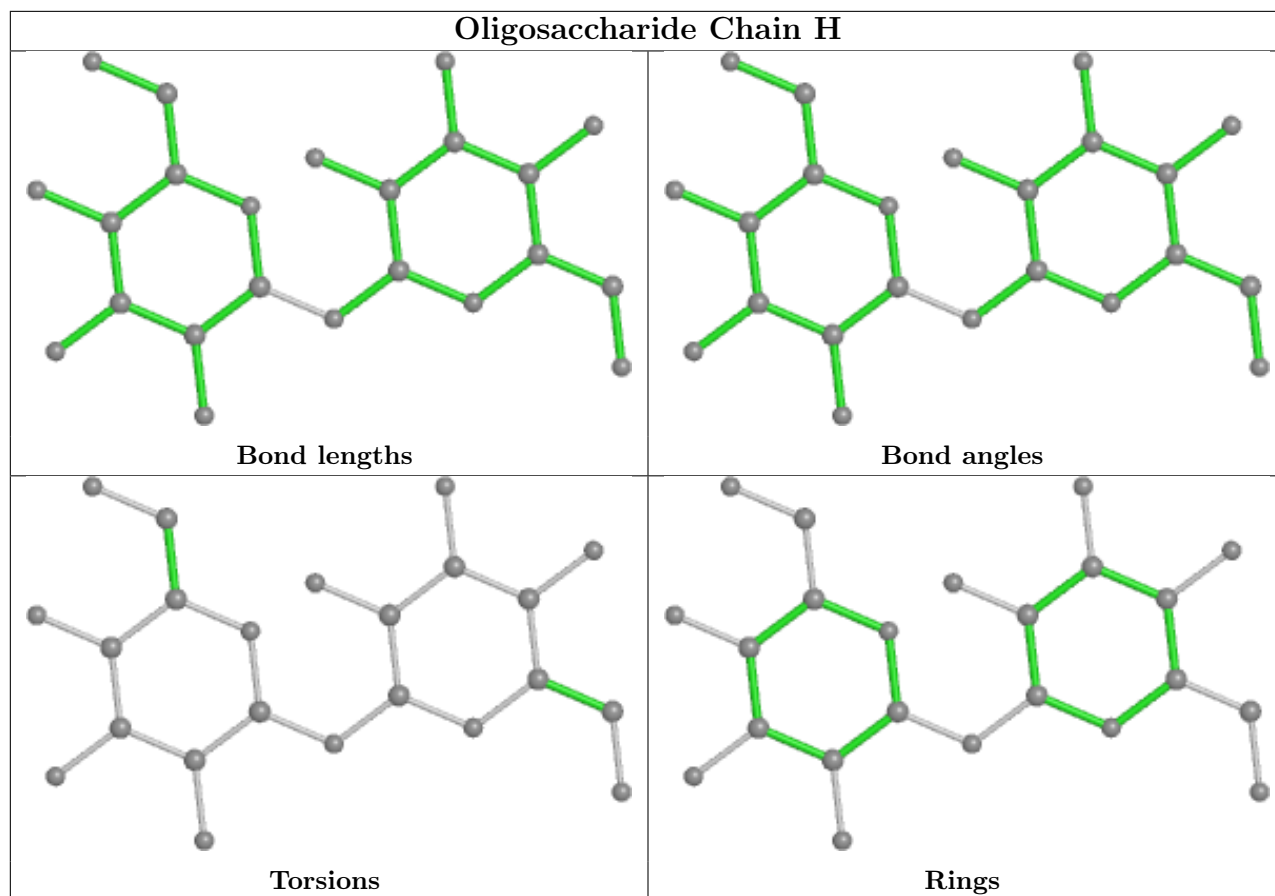 Oligosaccharide Chain H
Bond lengths
Bond angles
Torsions
Rings